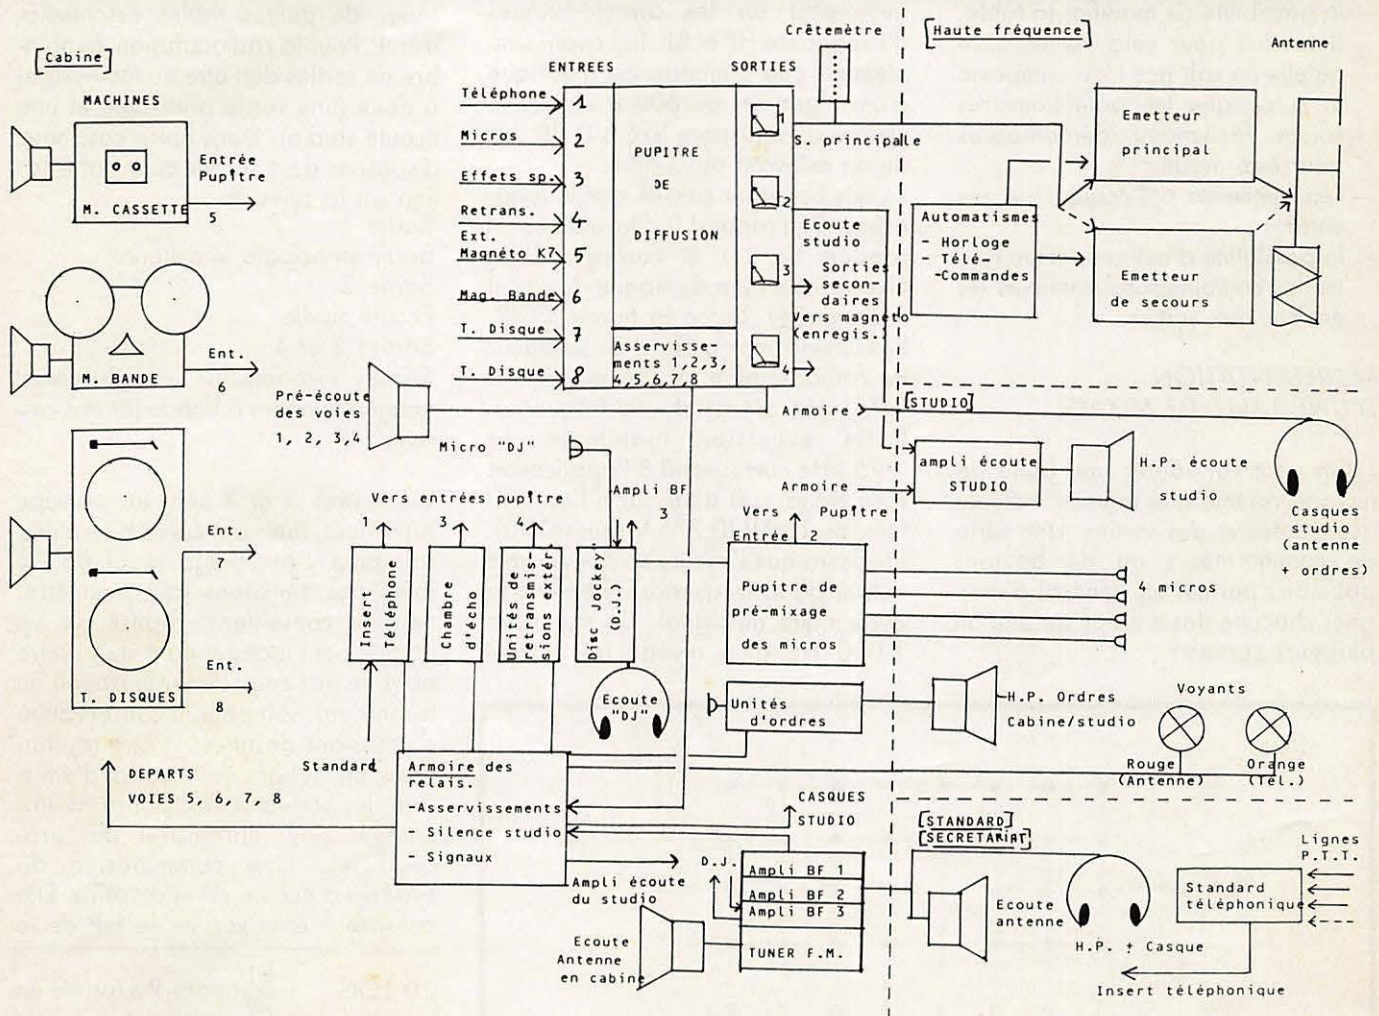 [Cabine]
MACHINES
M. CASSETTE
Entrée
Pupître
5
M. BANDE
Ent.
6
Ent.
7
T. DISQUES
Ent.
8
DEPARTS
VOIES 5, 6, 7, 8
ENTREES
SORTIES
Crêtemètre
Téléphone
1
Micros
2
Effets sp.
3
Retrans.
4
Ext.
Magnéto K7
5
Mag. Bande
6
T. Disque
7
T. Disque
8
PUPITRE
DE
DIFFUSION
Asservisse-
ments 1,2,3,
4,5,6,7,8
1
S. principale
2
Ecoute
studio
3
Sorties
secon-
daires
Vers magnéto
(enregis.)
4
[Haute fréquence]
Antenne
Emetteur
principal
Automatismes
- Horloge
- Télé-
-Commandes
Emetteur
de secours
Pré-écoute
des voies
1, 2, 3,4
Micro "DJ"
Ampli BF
3
Vers entrées pupitre
1
3
4
Insert
Téléphone
Chambre
d'écho
Unités de
retransmis-
sions extér.
Disc Jockey
(D.J.)
Ecoute
"DJ"
Standard
Armoire
[STUDIO]
ampli écoute
STUDIO
H.P. écoute
studio
Armoire
Casques
studio
(antenne
+ ordres)
Vers
Pupître
Entrée
2
Pupitre de
pré-mixage
des micros
4 micros
Unités
d'ordres
H.P. Ordres
Cabine/studio
Voyants
Rouge
(Antenne)
Orange
(Tél.)
Armoire des
relais.
-Asservissements
- Silence studio
- Signaux
CASQUES
STUDIO
Ampli écoute
du studio
D.J.
Ampli BF 1
Ampli BF 2
Ampli BF 3
TUNER F.M.
Ecoute
Antenne
en cabine
[STANDARD]
[SECRETARIAT]
Ecoute
antenne
H.P. + Casque
Standard
téléphonique
Lignes
P.T.T.
Insert téléphonique